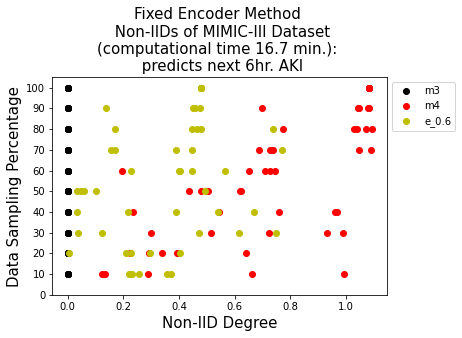 Fixed Encoder Method
Non-IIDs of MIMIC-III Dataset
(computational time 16.7 min.):
predicts next 6hr. AKI
100
90
80
70
60
50
40
30
20
10
0
Data Sampling Percentage
0.0 0.2 0.4 0.6 0.8 1.0
Non-IID Degree
m3
m4
e_0.6